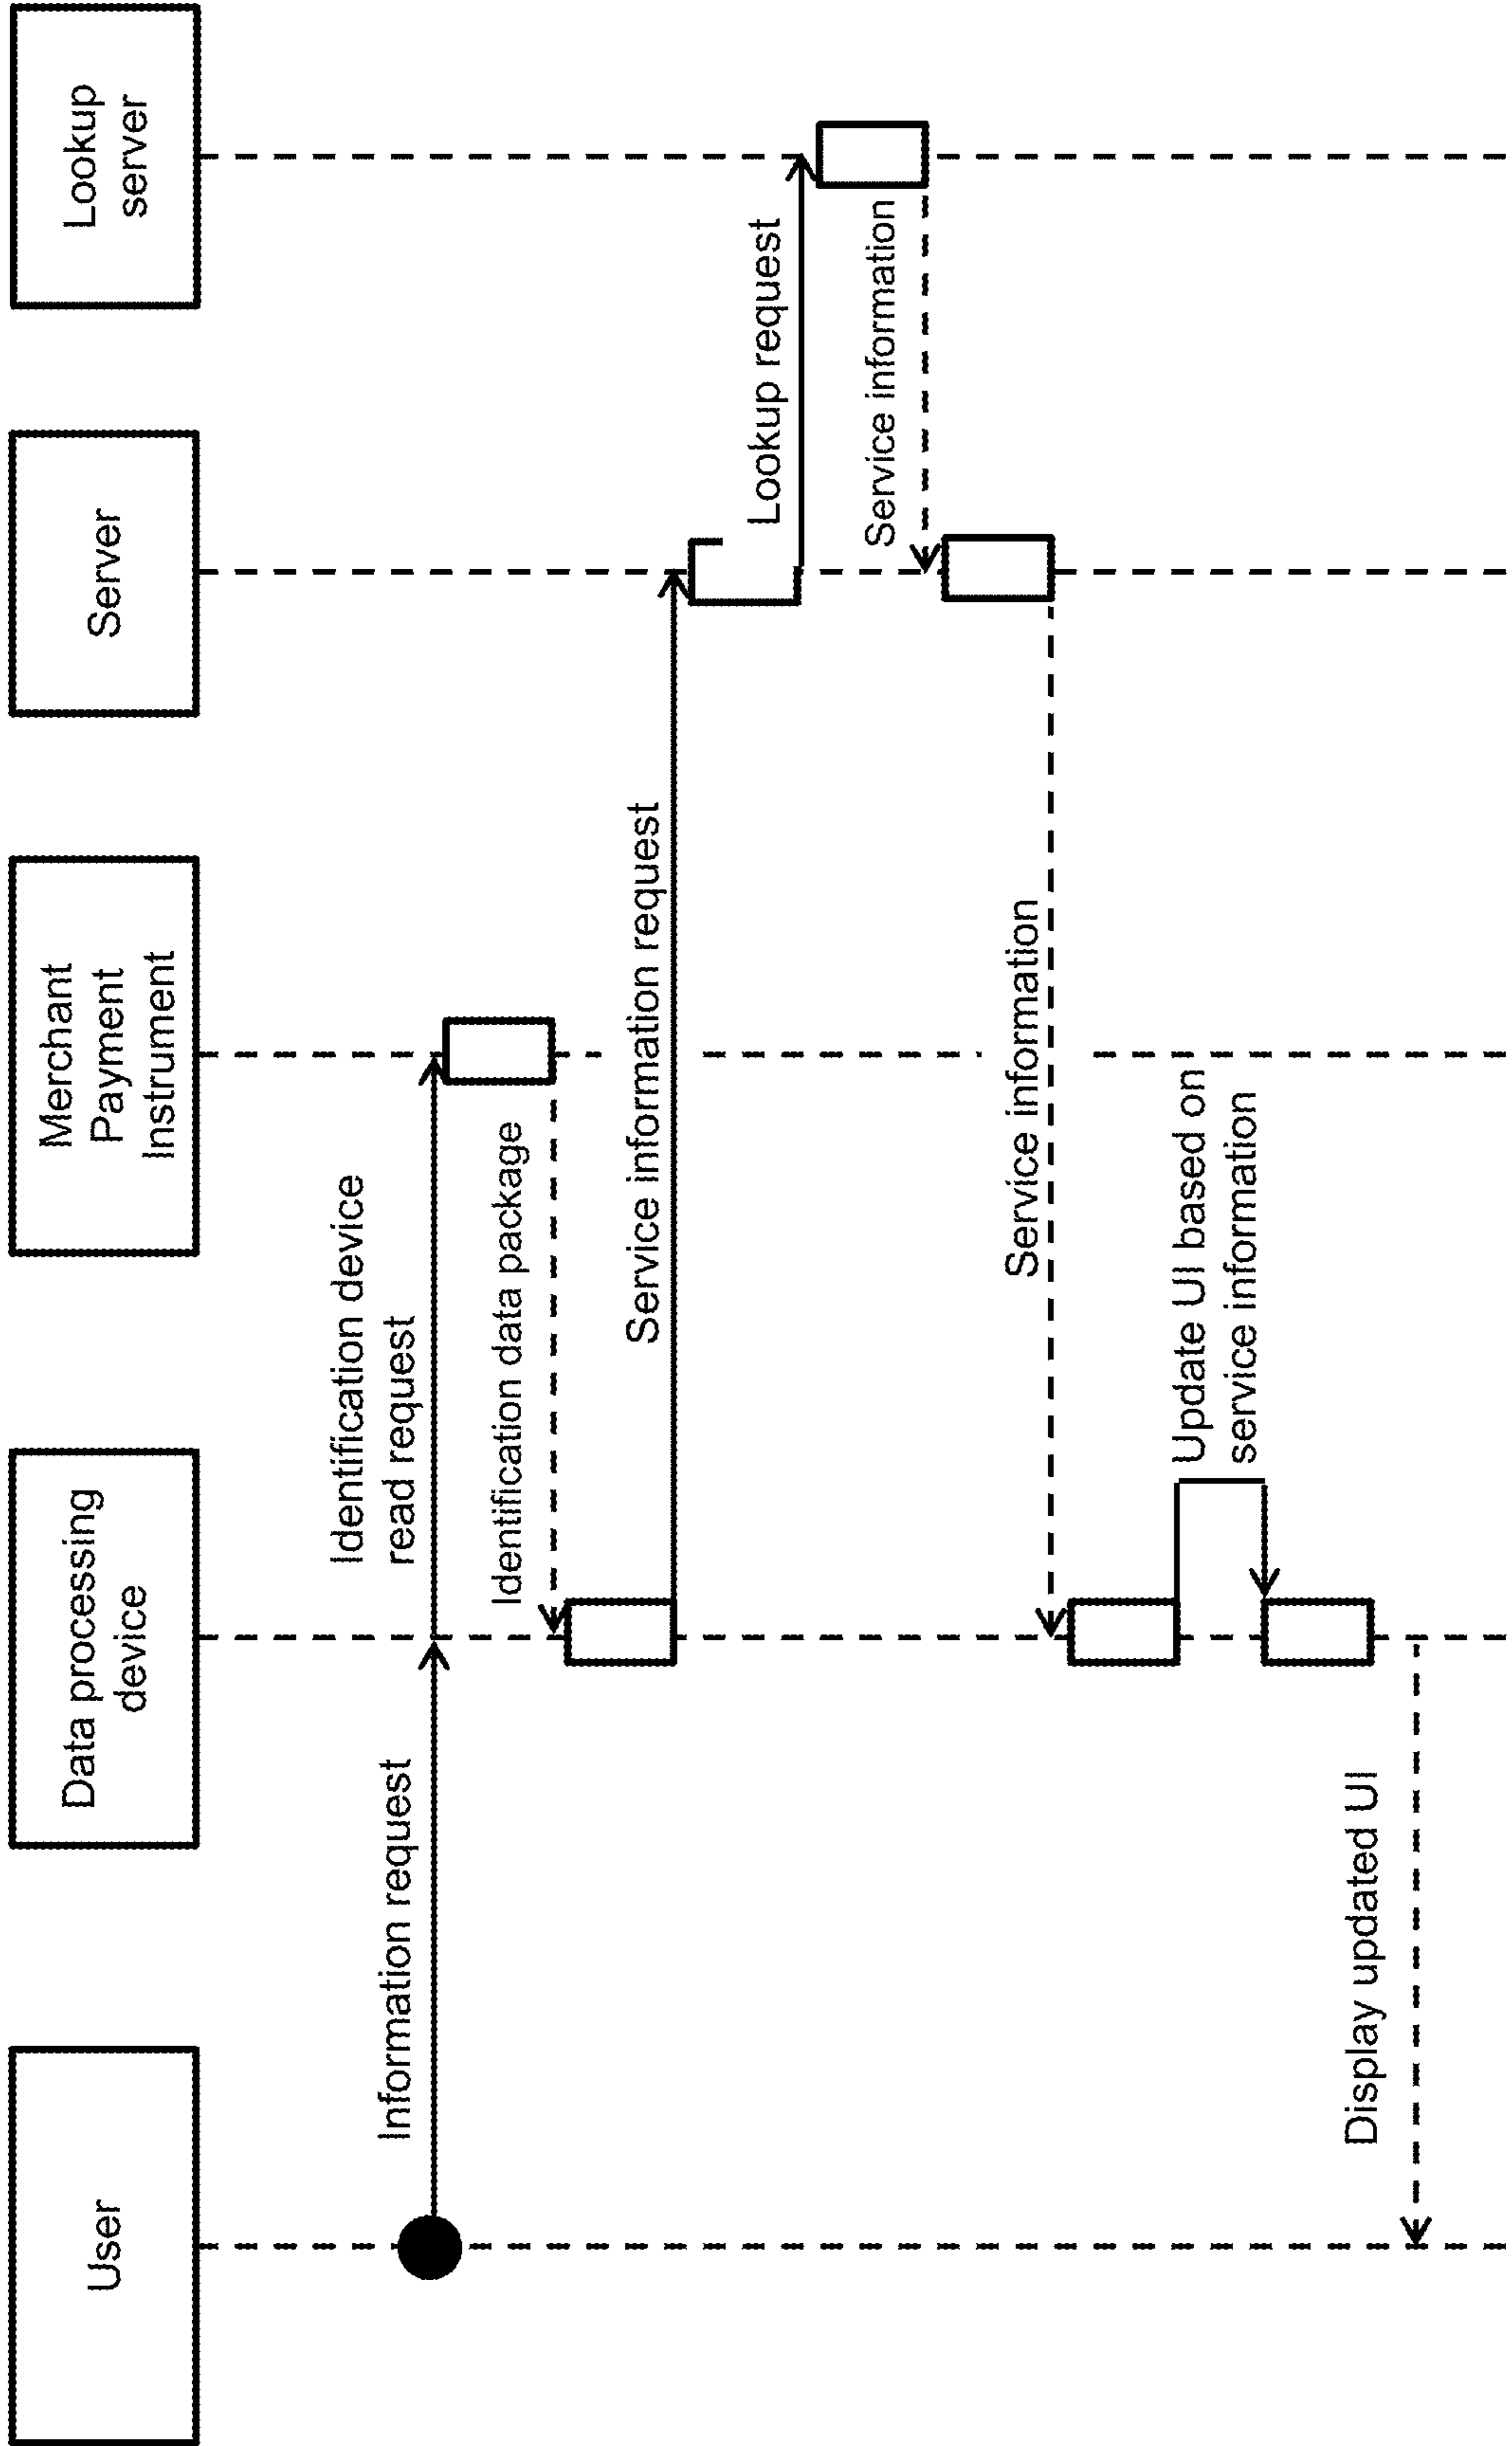 User
Data processing
device
Merchant
Payment
Instrument
Server
Lookup
server
Information request
Identification device
read request
Identification data package
Service information request
Lookup request
Service information
Service information
Update UI based on
service information
Display updated UI